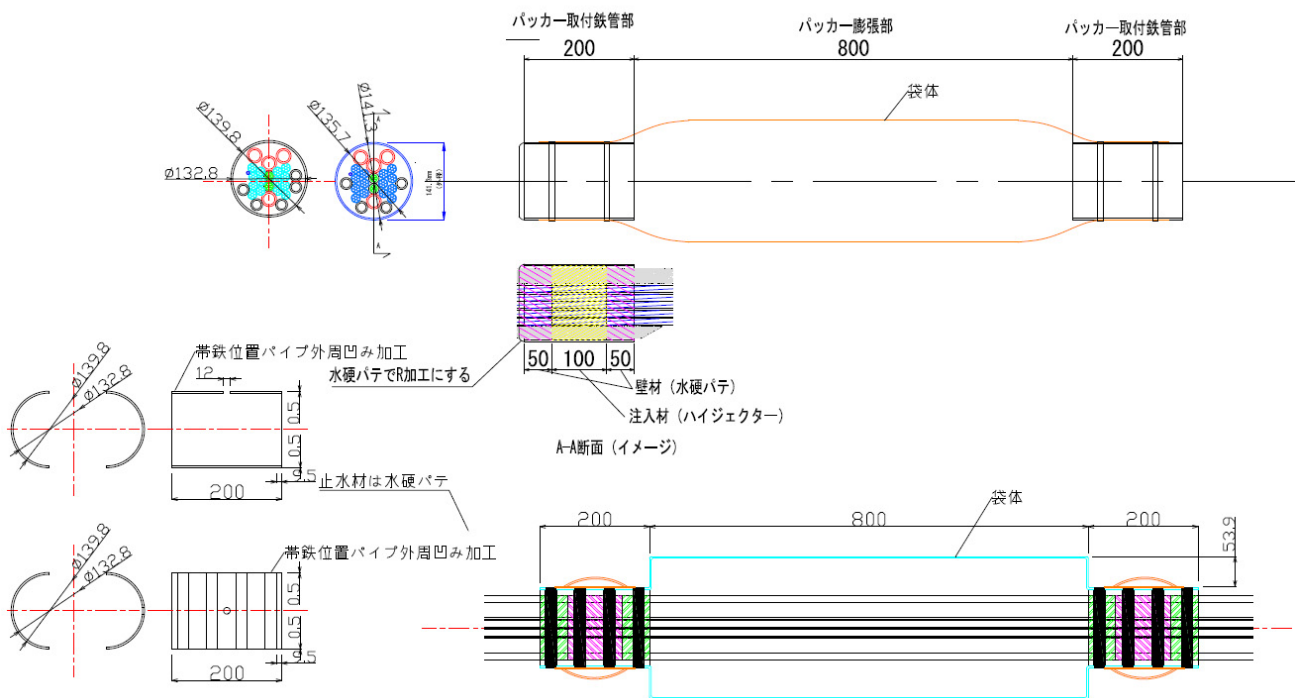 パッカー取付鉄管部
パッカー膨張部
パッカー取付鉄管部
200
800
200
袋体
Ø139.8
Ø132.8
Ø141.3
Ø135.7
A
A
帯鉄位置パイプ外周凹み加工
12
水硬パテでR加工にする
50
100
50
壁材（水硬パテ）
注入材（ハイジェクター）
A-A断面（イメージ）
Ø139.8
Ø132.8
0.5
0.5
9.5
200
止水材は水硬パテ
帯鉄位置パイプ外周凹み加工
Ø139.8
Ø132.8
0.5
0.5
9.5
200
袋体
200
800
200
53.9